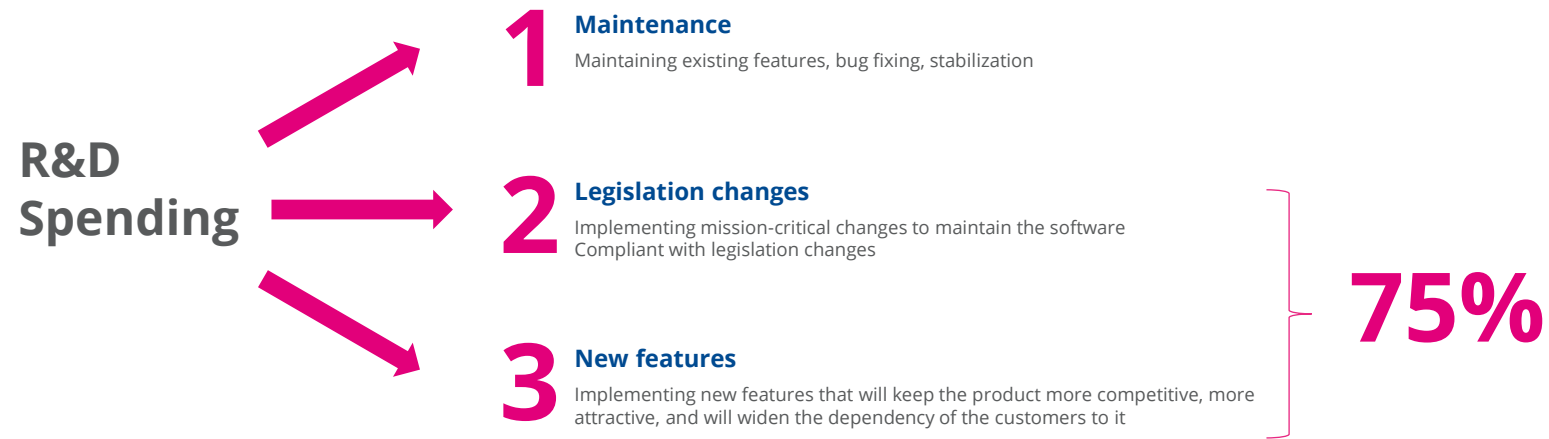 R&D
Spending
1
Maintenance
Maintaining existing features, bug fixing, stabilization
2
Legislation changes
Implementing mission-critical changes to maintain the software
Compliant with legislation changes
3
New features
Implementing new features that will keep the product more competitive, more
attractive, and will widen the dependency of the customers to it
75%